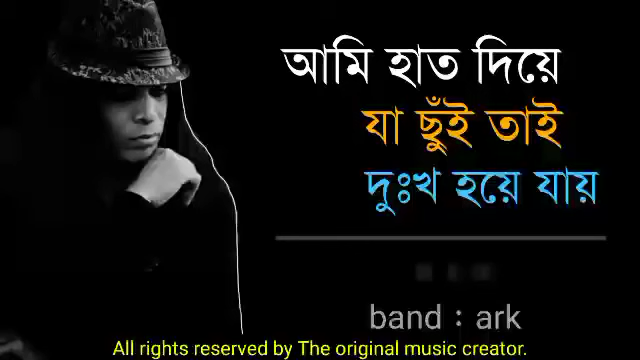 আমি হাত দিয়ে
যা ছুঁই তাই
দুঃখ হয়ে যায়
band : ark
All rights reserved by The original music creator.